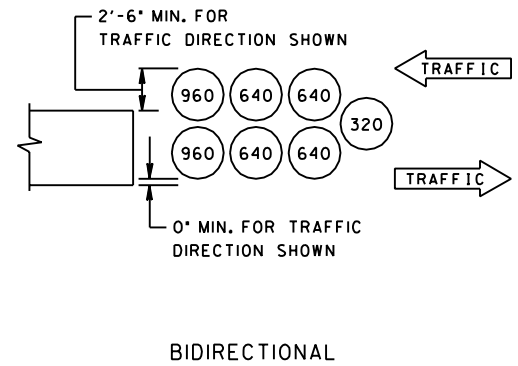 2'-6" MIN. FOR
TRAFFIC DIRECTION SHOWN
TRAFFIC
960 640 640
320
960 640 640
TRAFFIC
0" MIN. FOR TRAFFIC
DIRECTION SHOWN
BIDIRECTIONAL